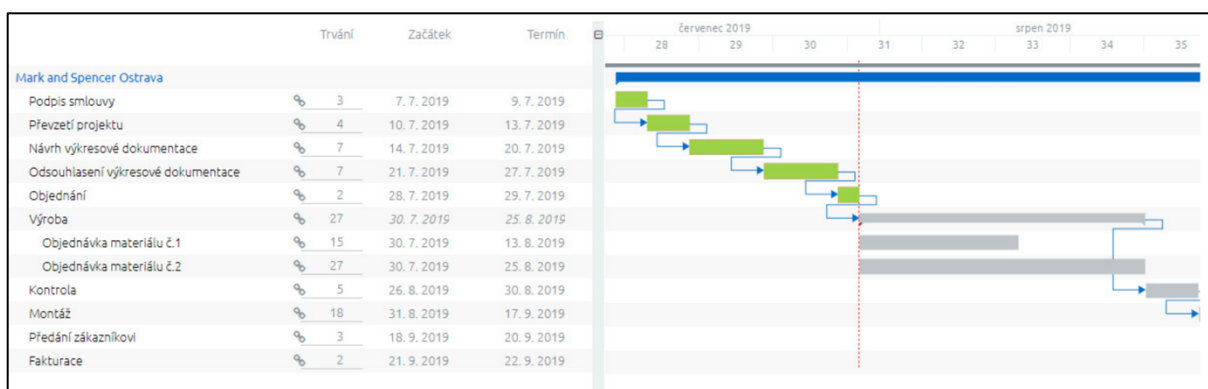 Trvání Začátek Termín červenec 2019 srpen 2019
28 29 30 31 32 33 34 35
Mark and Spencer Ostrava
Podpis smlouvy 3 7. 7. 2019 9. 7. 2019
Převzetí projektu 4 10. 7. 2019 13. 7. 2019
Návrh výkresové dokumentace 7 14. 7. 2019 20. 7. 2019
Odsouhlasení výkresové dokumentace 7 21. 7. 2019 27. 7. 2019
Objednání 2 28. 7. 2019 29. 7. 2019
Výroba 27 30. 7. 2019 25. 8. 2019
Objednávka materiálu č.1 15 30. 7. 2019 13. 8. 2019
Objednávka materiálu č.2 27 30. 7. 2019 25. 8. 2019
Kontrola 5 26. 8. 2019 30. 8. 2019
Montáž 18 31. 8. 2019 17. 9. 2019
Předání zákazníkovi 3 18. 9. 2019 20. 9. 2019
Fakturace 2 21. 9. 2019 22. 9. 2019